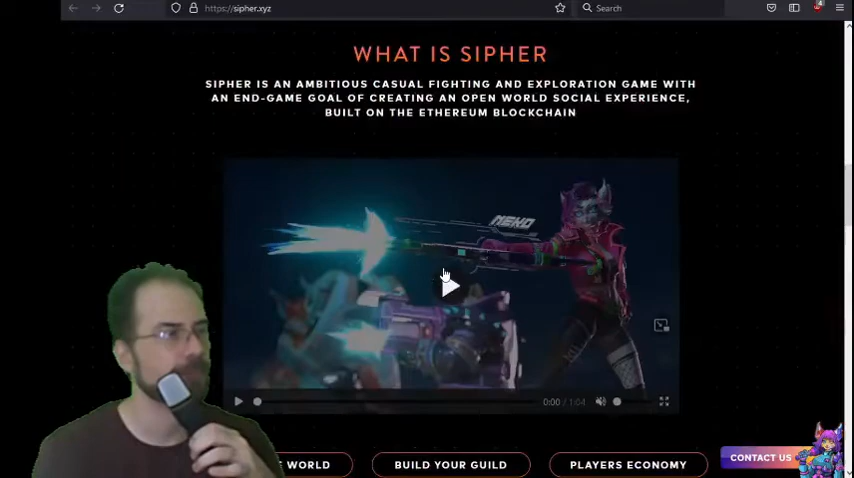 https://sipher.xyz
Search
4
WHAT IS SIPHER
SIPHER IS AN AMBITIOUS CASUAL FIGHTING AND EXPLORATION GAME WITH
AN END-GAME GOAL OF CREATING AN OPEN WORLD SOCIAL EXPERIENCE,
BUILT ON THE ETHEREUM BLOCKCHAIN
NEKO
0:00 / 1:04
WORLD
BUILD YOUR GUILD
PLAYERS ECONOMY
CONTACT US